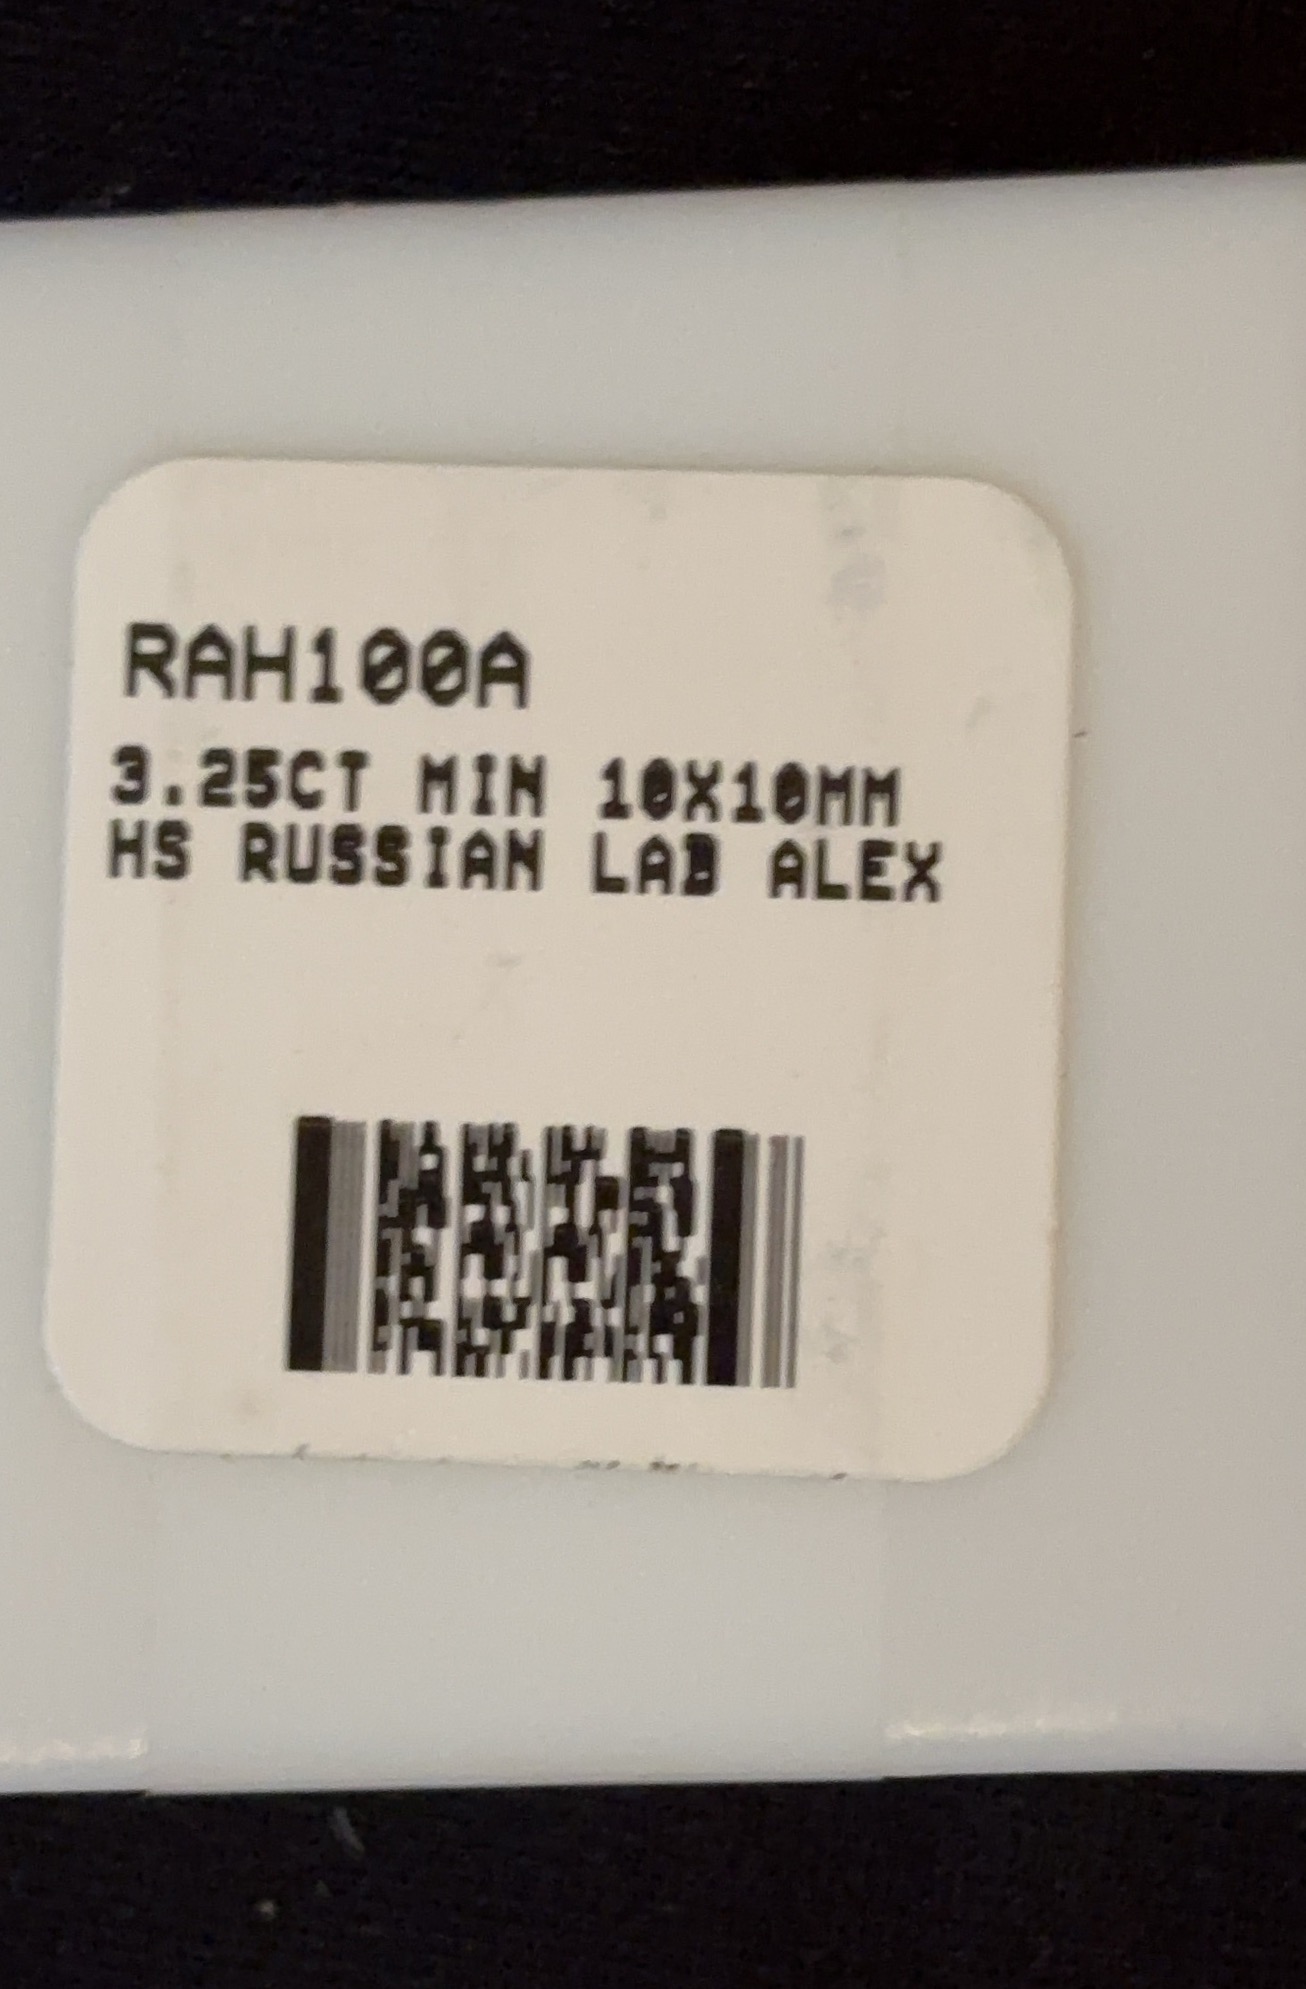 RAH100A
3.25CT MIN 10X10MM
HS RUSSIAN LAB ALEX